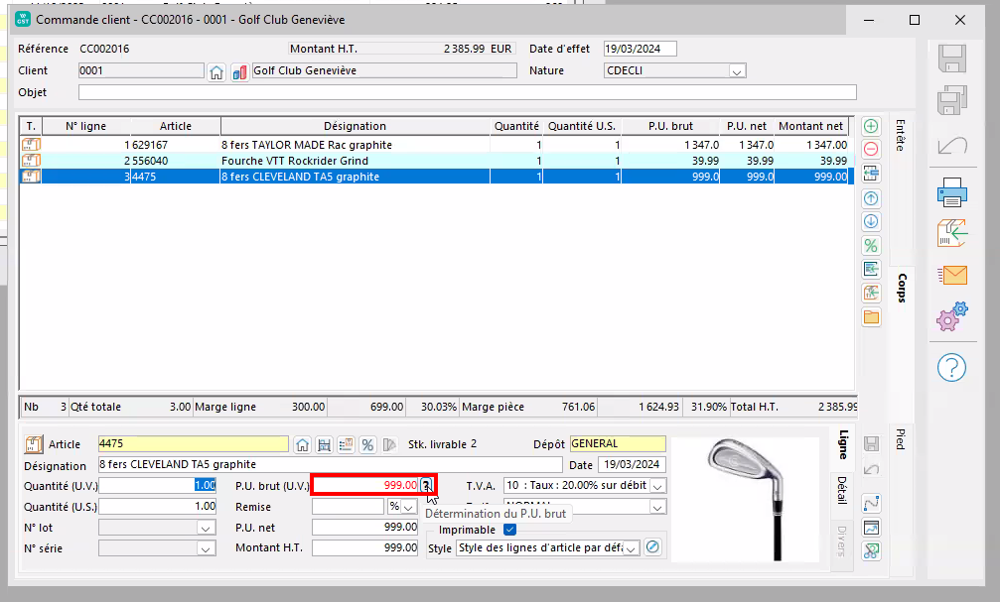 Commande client - CC002016 - 0001 - Golf Club Geneviève
Référence CC002016 Montant H.T. 2 385.99 EUR Date d'effet 19/03/2024
Client 0001 Golf Club Geneviève Nature CDECLI
Objet
T. N° ligne Article Désignation Quantité Quantité U.S. P.U. brut P.U. net Montant net
1 629167 8 fers TAYLOR MADE Rac graphite 1 1 1 347.0 1 347.0 1 347.00
2 556040 Fourche VTT Rockrider Grind 1 1 39.99 39.99 39.99
3 4475 8 fers CLEVELAND TA5 graphite 1 1 999.0 999.0 999.00
Entête
Corps
Pied
Nb 3 Qté totale 3.00 Marge ligne 300.00 699.00 30.03% Marge pièce 761.06 1 624.93 31.90% Total H.T. 2 385.99
Article 4475 Stk. livrable 2 Dépôt GENERAL
Désignation 8 fers CLEVELAND TA5 graphite Date 19/03/2024
Quantité (U.V.) 1.00 P.U. brut (U.V.) 999.00 ? T.V.A. 10 : Taux : 20.00% sur débit
Quantité (U.S.) 1.00 Remise %
Détermination du P.U. brut
N° lot P.U. net 999.00 Imprimable
N° série Montant H.T. 999.00 Style Style des lignes d'article par défa
Ligne
Détail
Divers